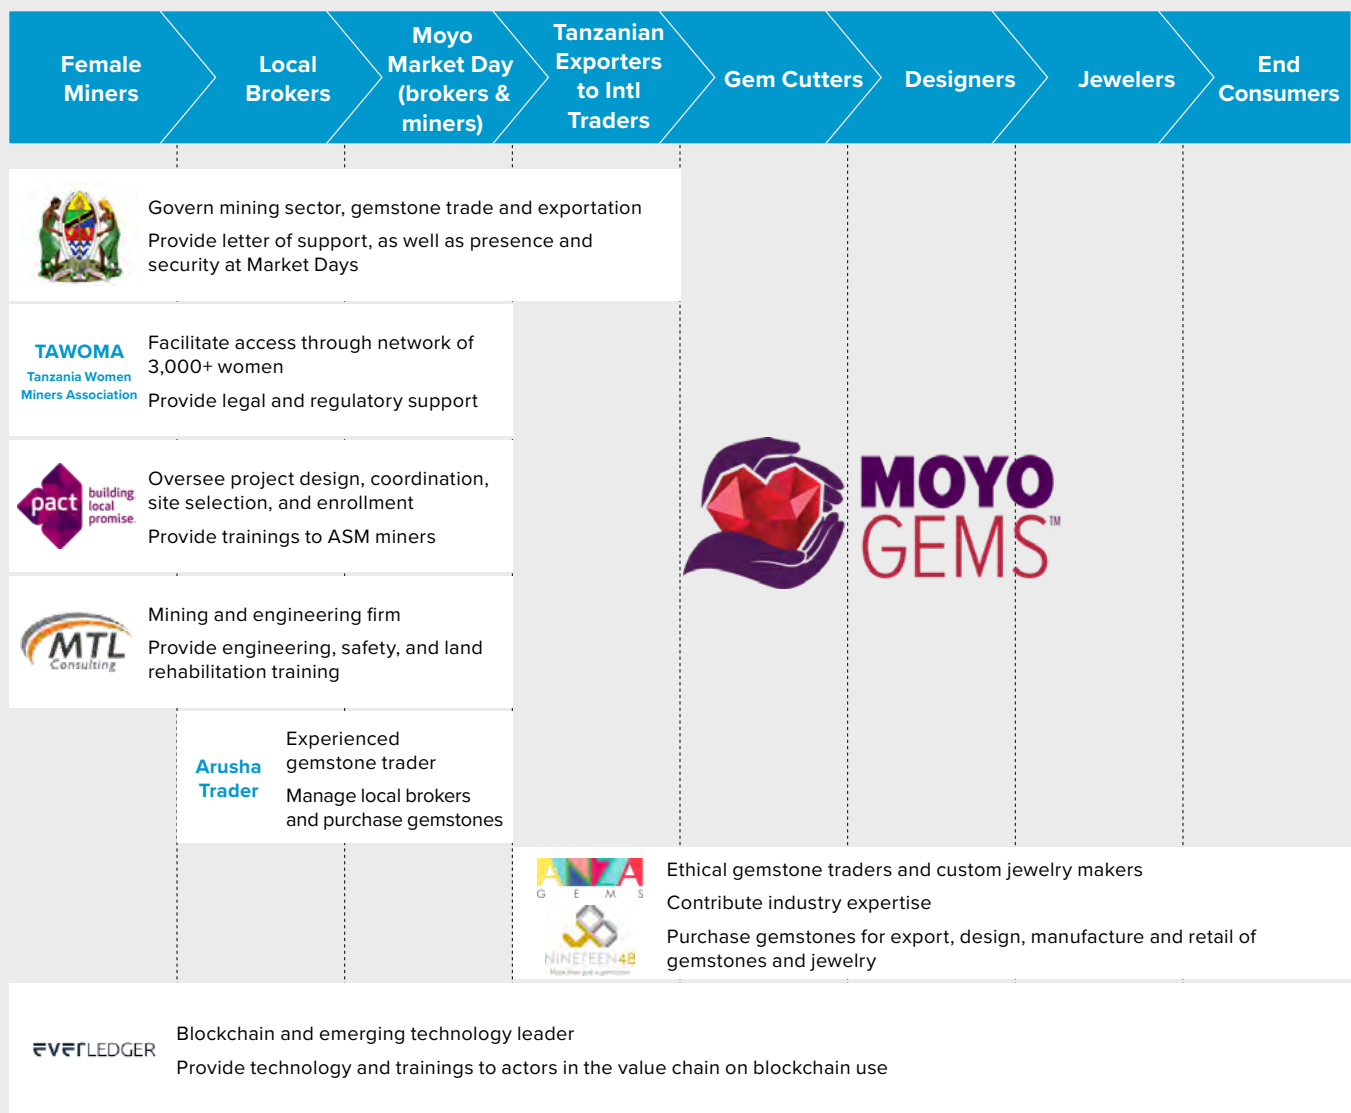 Female
Miners
Local
Brokers
Moyo
Market Day
(brokers &
miners)
Tanzanian
Exporters
to Intl
Traders
Gem Cutters
Designers
Jewelers
End
Consumers
Govern mining sector, gemstone trade and exportation
Provide letter of support, as well as presence and
security at Market Days
TAWOMA
Tanzania Women
Miners Association
Facilitate access through network of
3,000+ women
Provide legal and regulatory support
pact
building
local
promise.
Oversee project design, coordination,
site selection, and enrollment
Provide trainings to ASM miners
MOYO
GEMS™
MTL
Consulting
Mining and engineering firm
Provide engineering, safety, and land
rehabilitation training
Arusha
Trader
Experienced
gemstone trader
Manage local brokers
and purchase gemstones
ANZA
GEMS
NINETEEN48
More than just a gemstone
Ethical gemstone traders and custom jewelry makers
Contribute industry expertise
Purchase gemstones for export, design, manufacture and retail of
gemstones and jewelry
EVERLEDGER
Blockchain and emerging technology leader
Provide technology and trainings to actors in the value chain on blockchain use